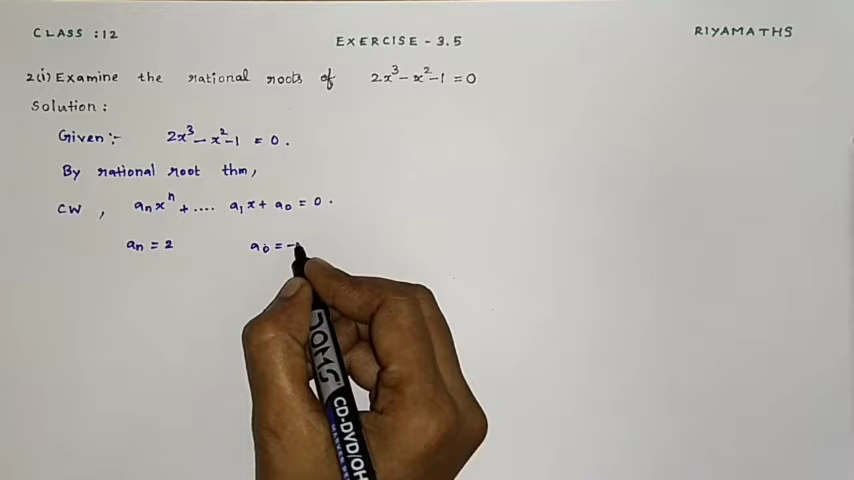 CLASS : 12
EXERCISE - 3.5
RIYAMATHS
2(i) Examine the rational roots of 2x³ - x² - 1 = 0
Solution :
Given :- 2x³ - x² - 1 = 0 .
By rational root thm,
CW , aₙxⁿ + .... a₁x + a₀ = 0 .
aₙ = 2 a₀ = -
DOMS
CD-DVD/OH